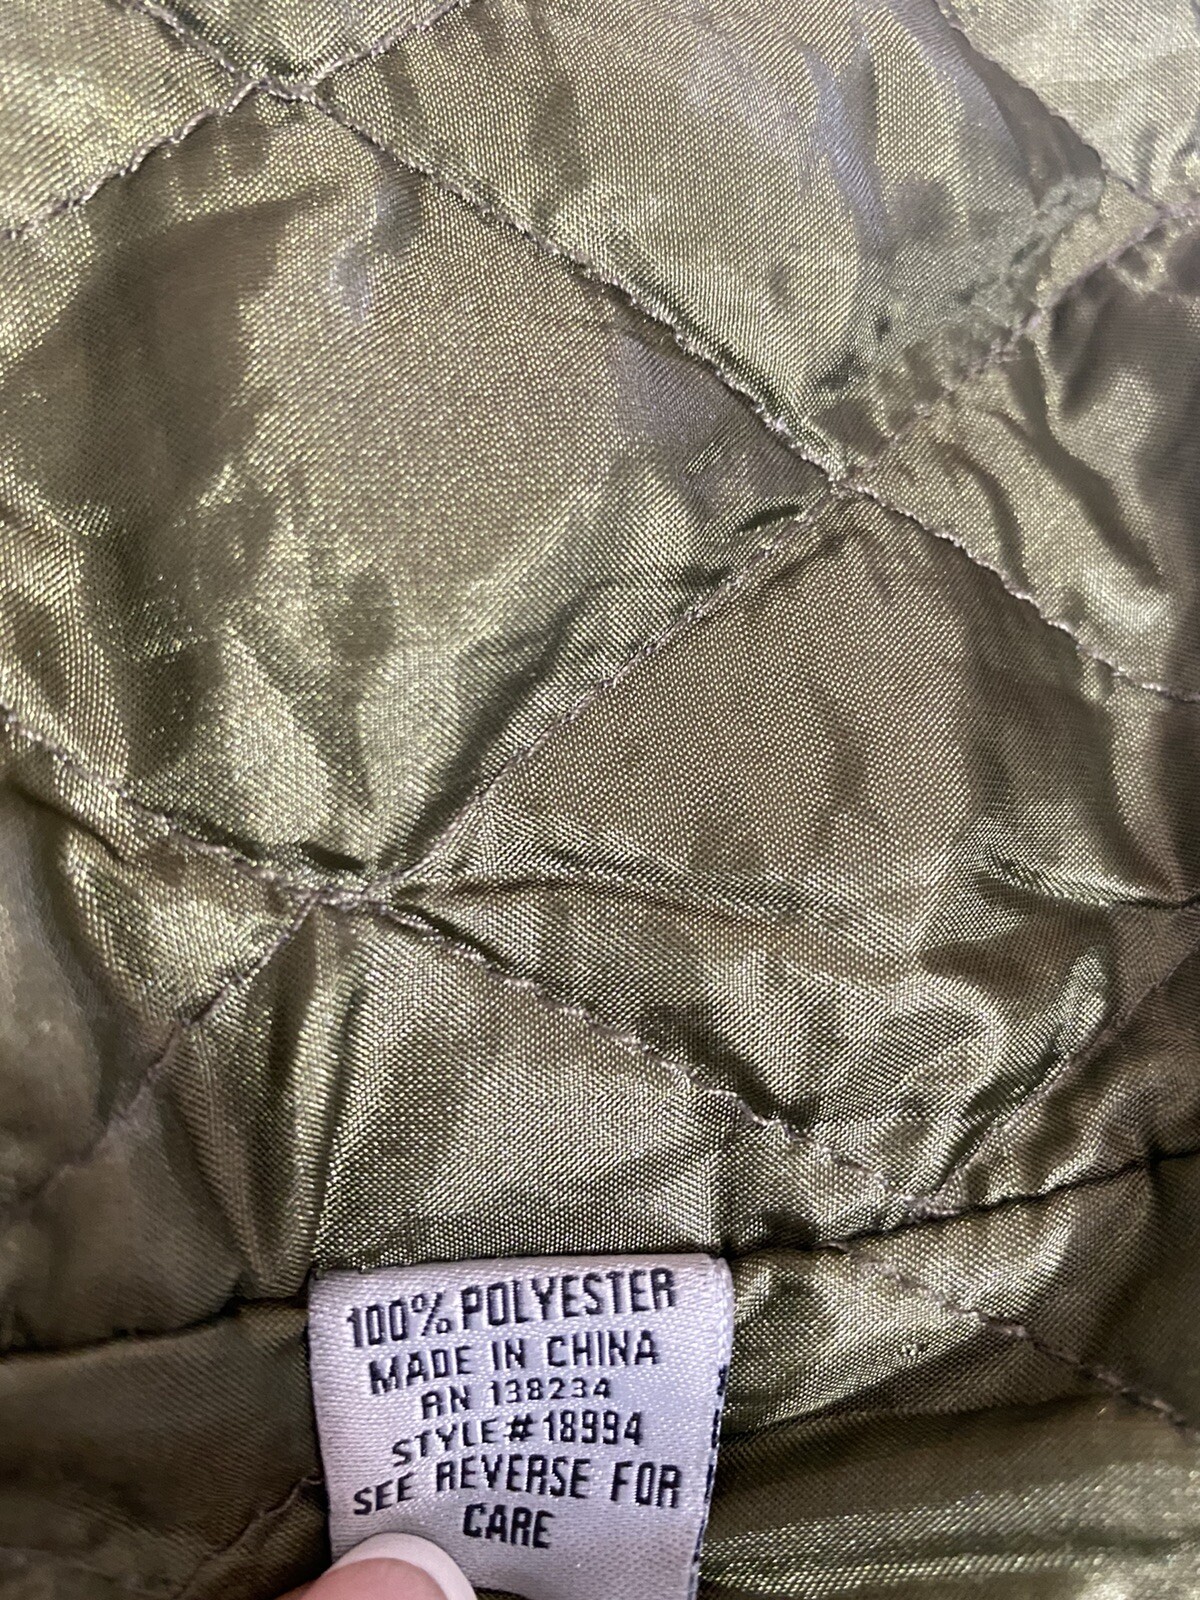 100% POLYESTER
MADE IN CHINA
RN 138234
STYLE# 18994
SEE REVERSE FOR
CARE